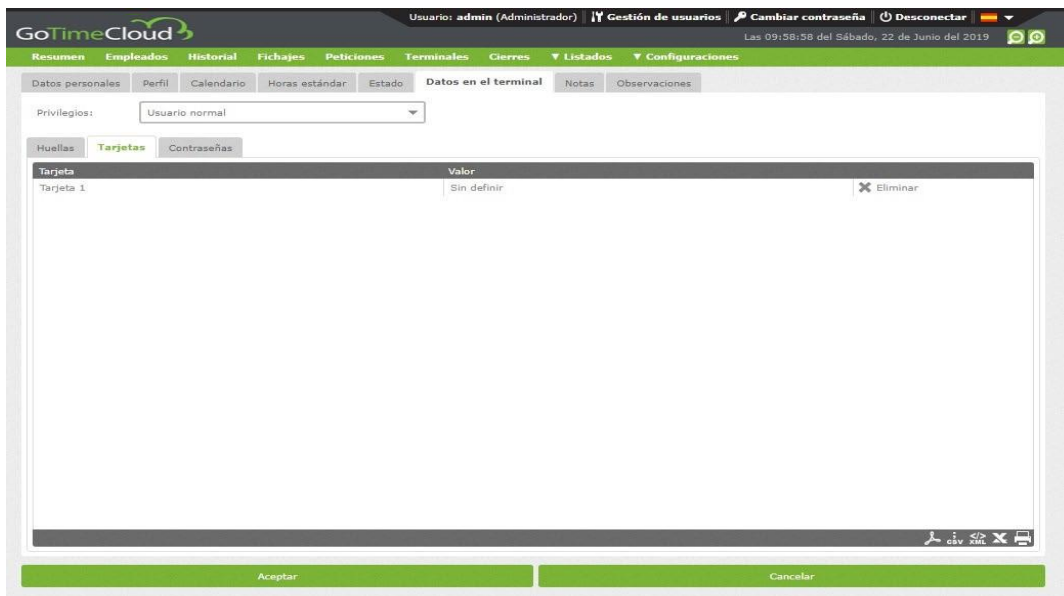 Usuario: admin (Administrador) Gestión de usuarios Cambiar contraseña Desconectar
GoTimeCloud
Las 09:58:58 del Sábado, 22 de Junio del 2019
Resumen Empleados Historial Fichajes Peticiones Terminales Cierres Listados Configuraciones
Datos personales Perfil Calendario Horas estándar Estado Datos en el terminal Notas Observaciones
Privilegios: Usuario normal
Huellas Tarjetas Contraseñas
Tarjeta Valor
Tarjeta 1 Sin definir Eliminar
CSV XML
Aceptar Cancelar